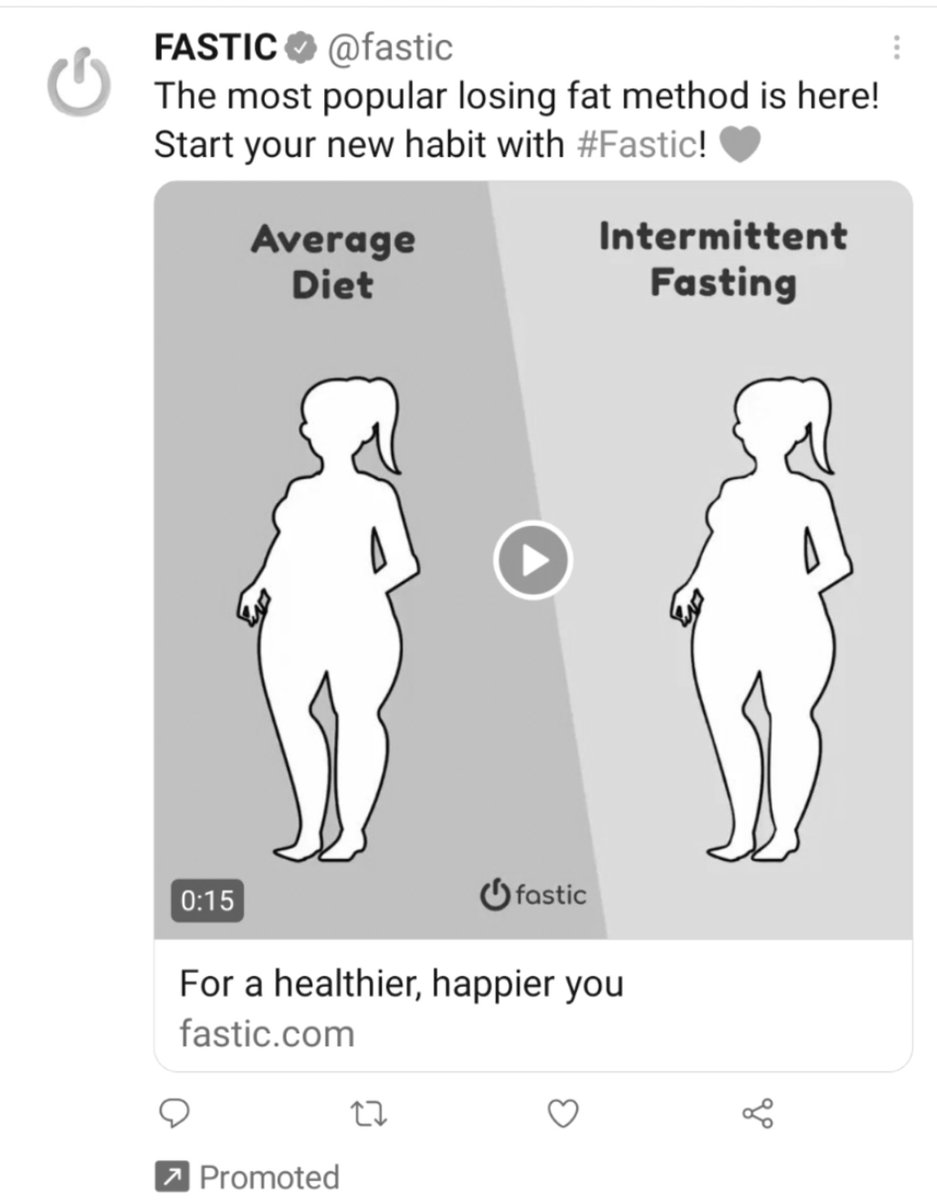 FASTIC @fastic
The most popular losing fat method is here!
Start your new habit with #Fastic!
Average
Diet
Intermittent
Fasting
0:15
fastic
For a healthier, happier you
fastic.com
Promoted